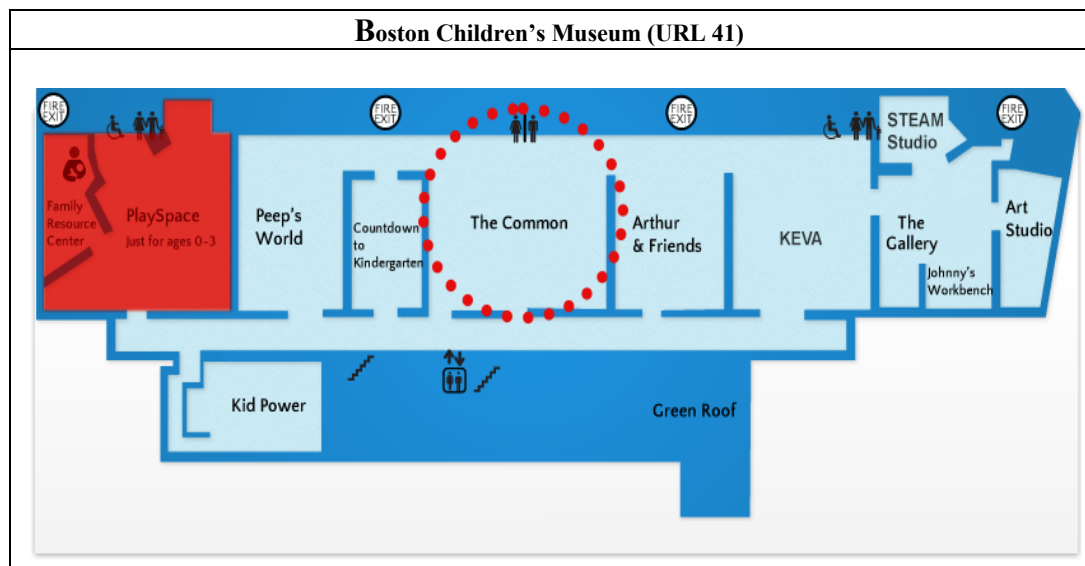 Boston Children’s Museum (URL 41)
FIRE
EXIT
FIRE
EXIT
FIRE
EXIT
FIRE
EXIT
STEAM
Studio
Family
Resource
Center
PlaySpace
Just for ages 0-3
Peep's
World
Countdown
to
Kindergarten
The Common
Arthur
& Friends
KEVA
The
Gallery
Johnny's
Workbench
Art
Studio
Kid Power
Green Roof